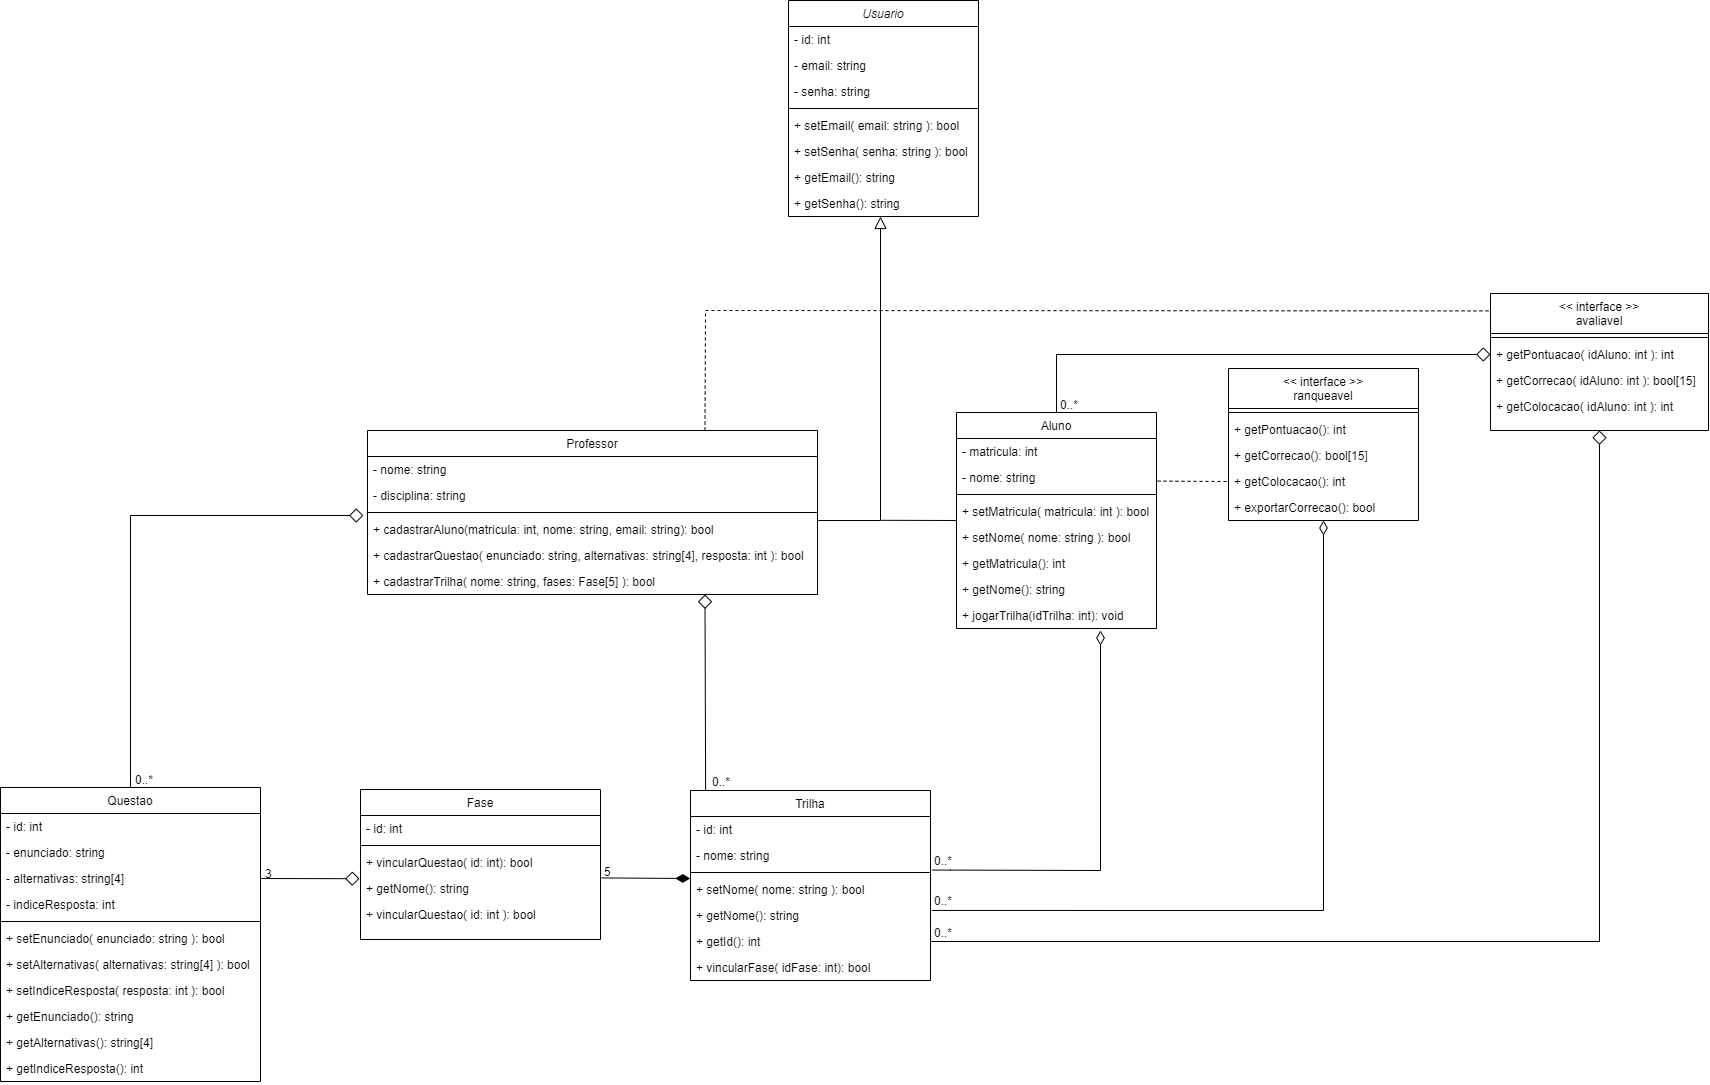 Usuario
- id: int
- email: string
- senha: string
+ setEmail( email: string ): bool
+ setSenha( senha: string ): bool
+ getEmail(): string
+ getSenha(): string
<< interface >>
avaliavel
+ getPontuacao( idAluno: int ): int
+ getCorrecao( idAluno: int ): bool[15]
+ getColocacao( idAluno: int ): int
<< interface >>
ranqueavel
+ getPontuacao(): int
+ getCorrecao(): bool[15]
+ getColocacao(): int
+ exportarCorrecao(): bool
0..*
Aluno
- matricula: int
- nome: string
+ setMatricula( matricula: int ): bool
+ setNome( nome: string ): bool
+ getMatricula(): int
+ getNome(): string
+ jogarTrilha(idTrilha: int): void
Professor
- nome: string
- disciplina: string
+ cadastrarAluno(matricula: int, nome: string, email: string): bool
+ cadastrarQuestao( enunciado: string, alternativas: string[4], resposta: int ): bool
+ cadastrarTrilha( nome: string, fases: Fase[5] ): bool
0..*
Questao
- id: int
- enunciado: string
- alternativas: string[4]
- indiceResposta: int
+ setEnunciado( enunciado: string ): bool
+ setAlternativas( alternativas: string[4] ): bool
+ setIndiceResposta( resposta: int ): bool
+ getEnunciado(): string
+ getAlternativas(): string[4]
+ getIndiceResposta(): int
3
Fase
- id: int
+ vincularQuestao( id: int): bool
+ getNome(): string
+ vincularQuestao( id: int ): bool
5
0..*
Trilha
- id: int
- nome: string
+ setNome( nome: string ): bool
+ getNome(): string
+ getId(): int
+ vincularFase( idFase: int): bool
0..*
0..*
0..*